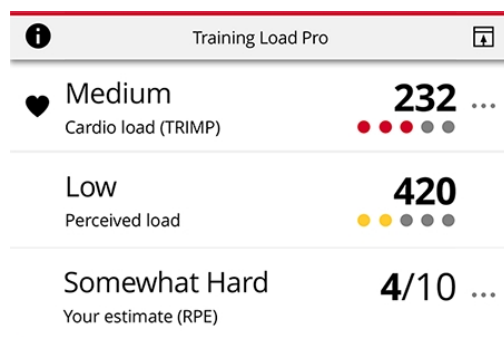 Training Load Pro
Medium 232
Cardio load (TRIMP)
Low 420
Perceived load
Somewhat Hard 4/10
Your estimate (RPE)